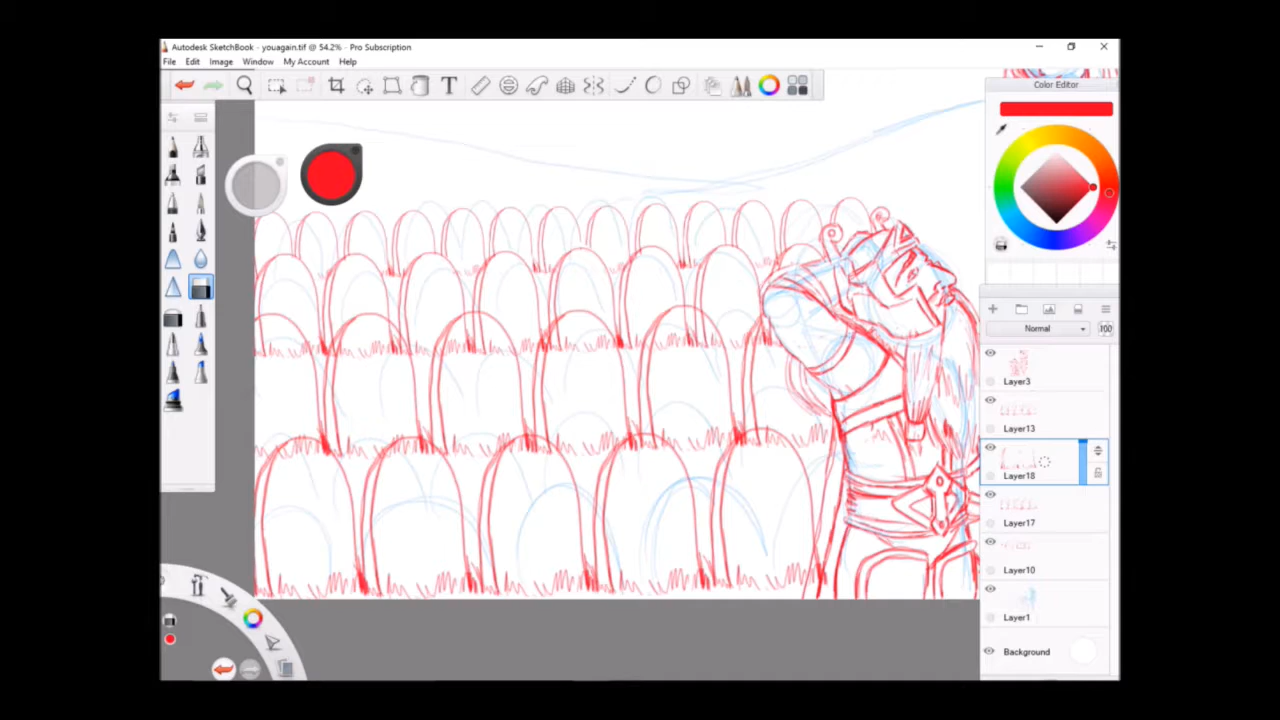 Autodesk SketchBook - youagain.tif @ 54.2% - Pro Subscription
File Edit Image Window My Account Help
T
Color Editor
Normal 100
Layer3
Layer13
Layer18
Layer17
Layer10
Layer1
Background